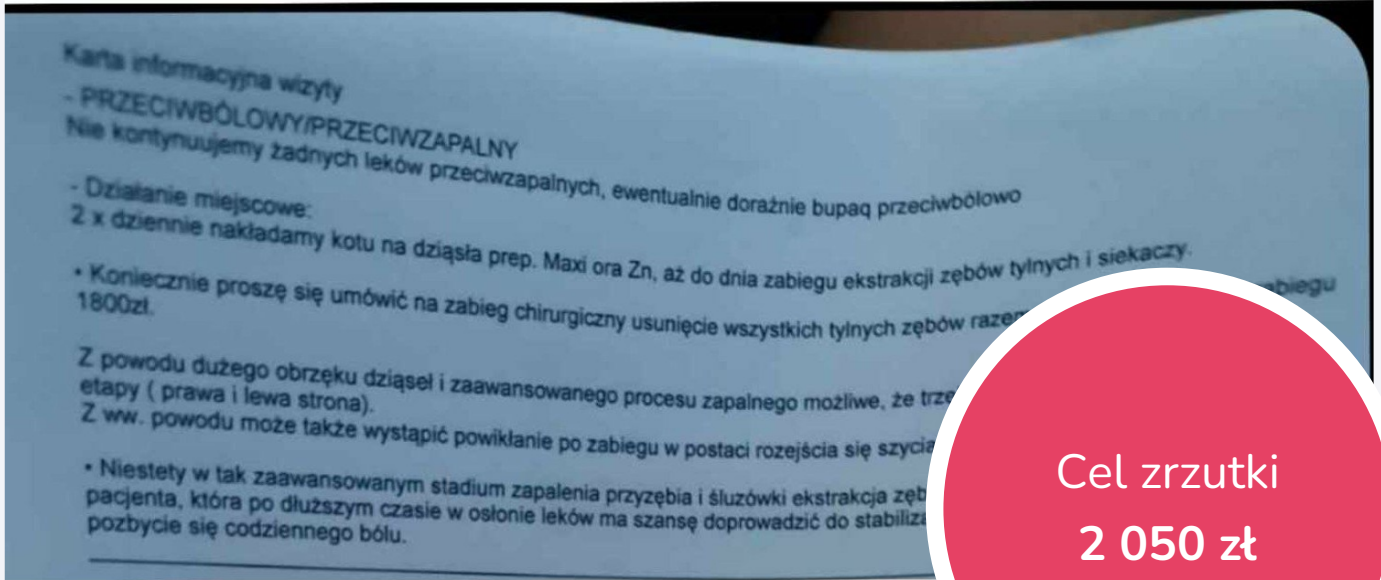 Karta informacyjna wizyty
- PRZECIWBÓLOWY/PRZECIWZAPALNY
Nie kontynuujemy żadnych leków przeciwzapalnych, ewentualnie doraźnie bupaq przeciwbólowo
- Działanie miejscowe:
2 x dziennie nakładamy kotu na dziąsła prep. Maxi ora Zn, aż do dnia zabiegu ekstrakcji zębów tylnych i siekaczy.
• Koniecznie proszę się umówić na zabieg chirurgiczny usunięcie wszystkich tylnych zębów
1800zł.
Z powodu dużego obrzęku dziąseł i zaawansowanego procesu zapalnego możliwe, że
etapy ( prawa i lewa strona).
Z ww. powodu może także wystąpić powikłanie po zabiegu w postaci rozejścia się
• Niestety w tak zaawansowanym stadium zapalenia przyzębia i śluzówki ekstrakcja
pacjenta, która po dłuższym czasie w osłonie leków ma szansę doprowadzić do
pozbycie się codziennego bólu.
Cel zrzutki
2 050 zł